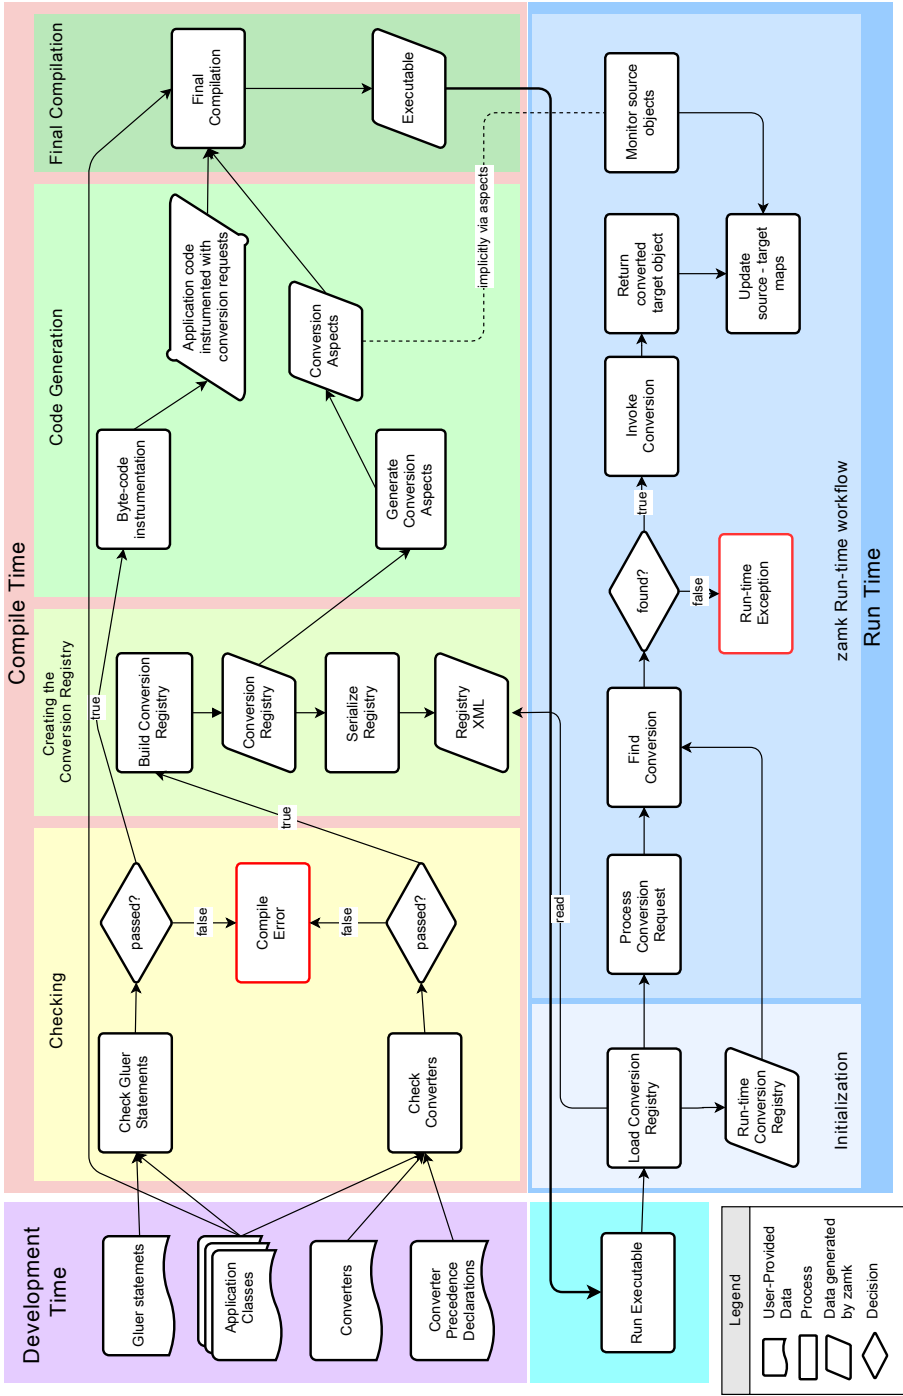 Development
Time
Gluer statemets
Application
Classes
Converters
Converter
Precedence
Declarations
Compile Time
Checking
Check Gluer
Statements
passed?
true
false
Compile
Error
false
Check
Converters
passed?
true
Creating the
Conversion Registry
Build Conversion
Registry
Conversion
Registry
Serialize
Registry
Registry
XML
Code Generation
Byte-code
instrumentation
Application code
instrumented with
conversion requests
Generate
Conversion
Aspects
Conversion
Aspects
implicitly via aspects
Final Compilation
Final
Compilation
Executable
Run Executable
Initialization
Load Conversion
Registry
Run-time
Conversion
Registry
read
Process
Conversion
Request
Find
Conversion
found?
true
false
Run-time
Exception
Invoke
Conversion
Return
converted
target object
Update
source - target
maps
Monitor source
objects
zamk Run-time workflow
Run Time
Legend
User-Provided
Data
Process
Data generated
by zamk
Decision